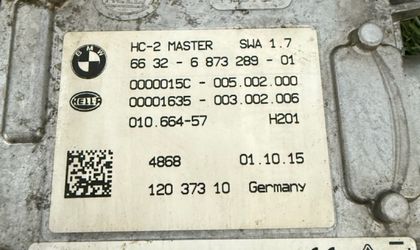 HC-2 MASTER SWA 1.7
BMW
66 32 - 6 873 289 - 01
0000015C - 005.002.000
HELLA
00001635 - 003.002.006
010.664-57 H201
4868 01.10.15
120 373 10 Germany